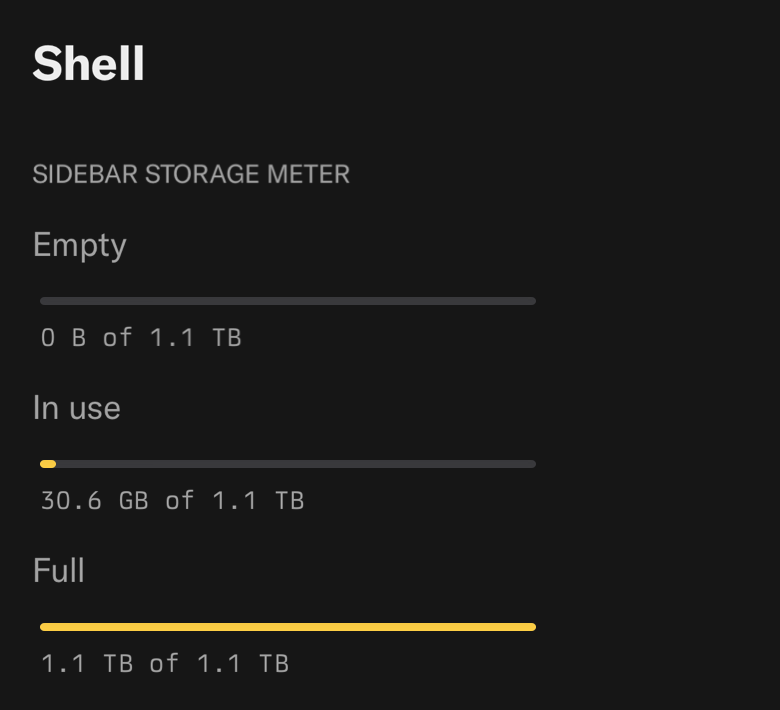 Shell
SIDEBAR STORAGE METER
Empty
0 B of 1.1 TB
In use
30.6 GB of 1.1 TB
Full
1.1 TB of 1.1 TB